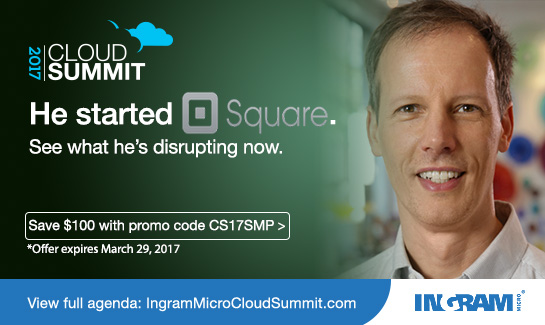 2017 CLOUD
SUMMIT
He started Square.
See what he's disrupting now.
Save $100 with promo code CS17SMP >
*Offer expires March 29, 2017
View full agenda: IngramMicroCloudSummit.com
INGRAM MICRO ®